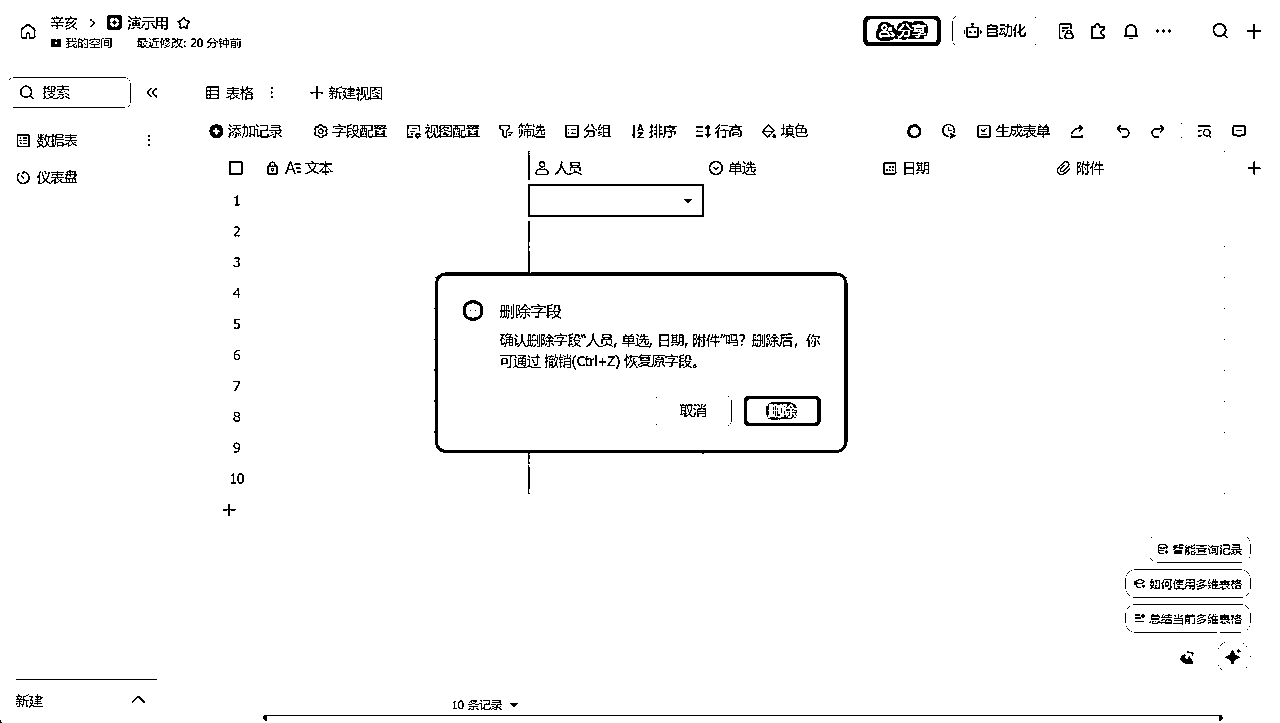 辛亥 > 演示用
我的空间 最近修改: 20 分钟前
分享 自动化
搜索
表格 新建视图
添加记录 字段配置 视图配置 筛选 分组 排序 行高 填色 生成表单
数据表
仪表盘
文本 人员 单选 日期 附件
1
2
3
4
5
6
7
8
9
10
删除字段
确认删除字段“人员, 单选, 日期, 附件”吗？删除后，你
可通过 撤销(Ctrl+Z) 恢复原字段。
取消 删除
智能查询记录
如何使用多维表格
总结当前多维表格
新建
10 条记录